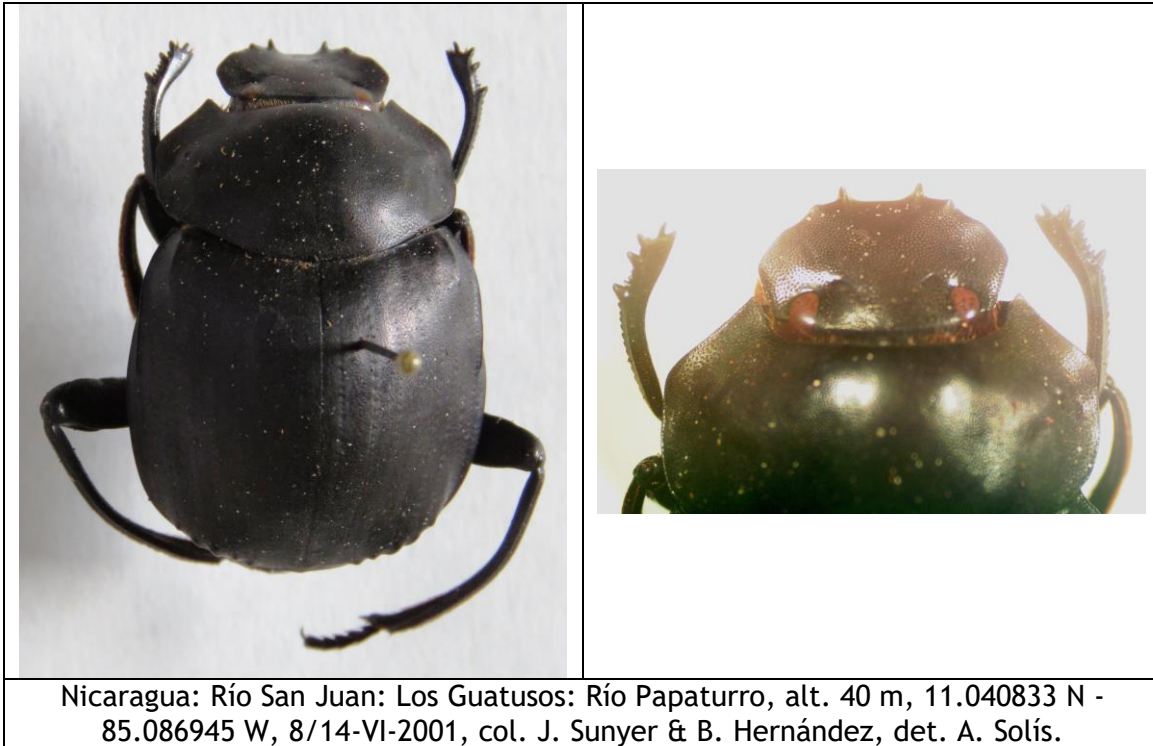 Nicaragua: Río San Juan: Los Guatusos: Río Papaturro, alt. 40 m, 11.040833 N -
85.086945 W, 8/14-VI-2001, col. J. Sunyer & B. Hernández, det. A. Solís.